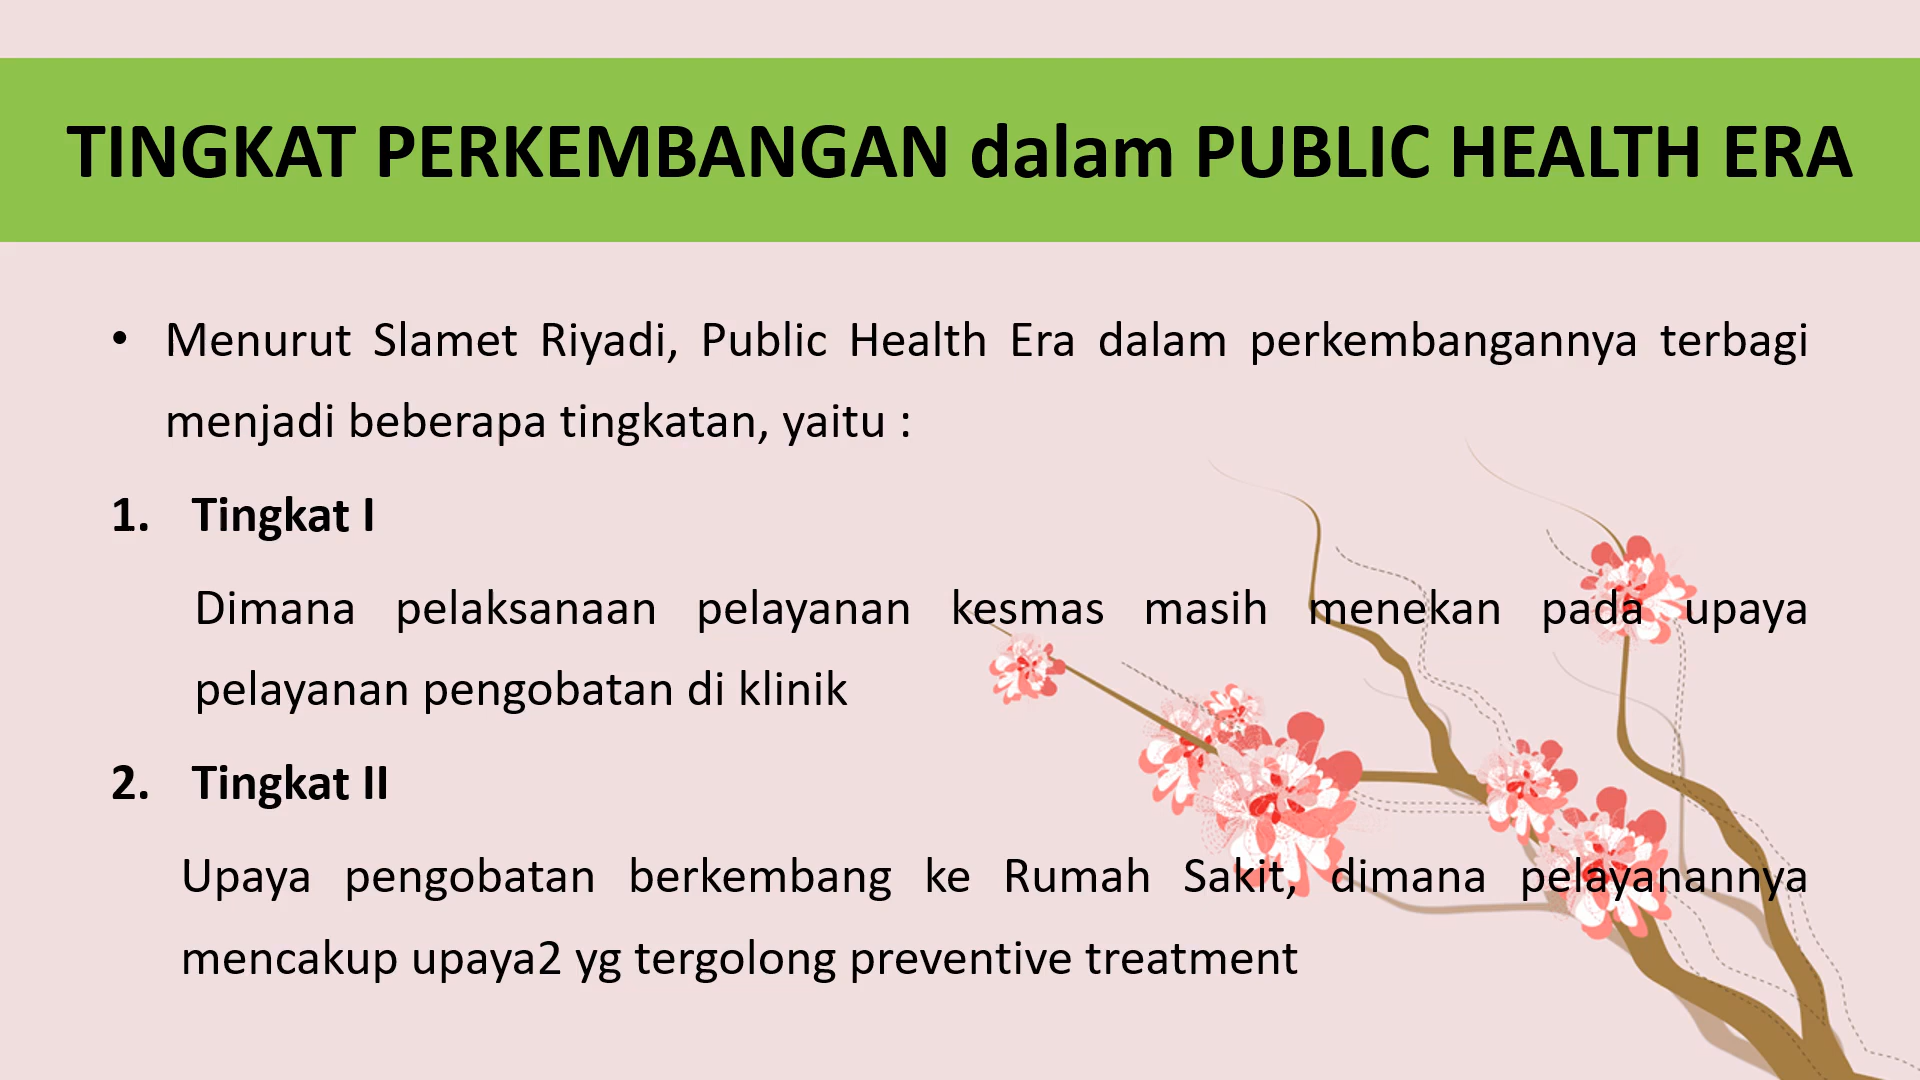 TINGKAT PERKEMBANGAN dalam PUBLIC HEALTH ERA
• Menurut Slamet Riyadi, Public Health Era dalam perkembangannya terbagi
menjadi beberapa tingkatan, yaitu :
1. Tingkat I
Dimana pelaksanaan pelayanan kesmas masih menekan pada upaya
pelayanan pengobatan di klinik
2. Tingkat II
Upaya pengobatan berkembang ke Rumah Sakit, dimana pelayanannya
mencakup upaya2 yg tergolong preventive treatment